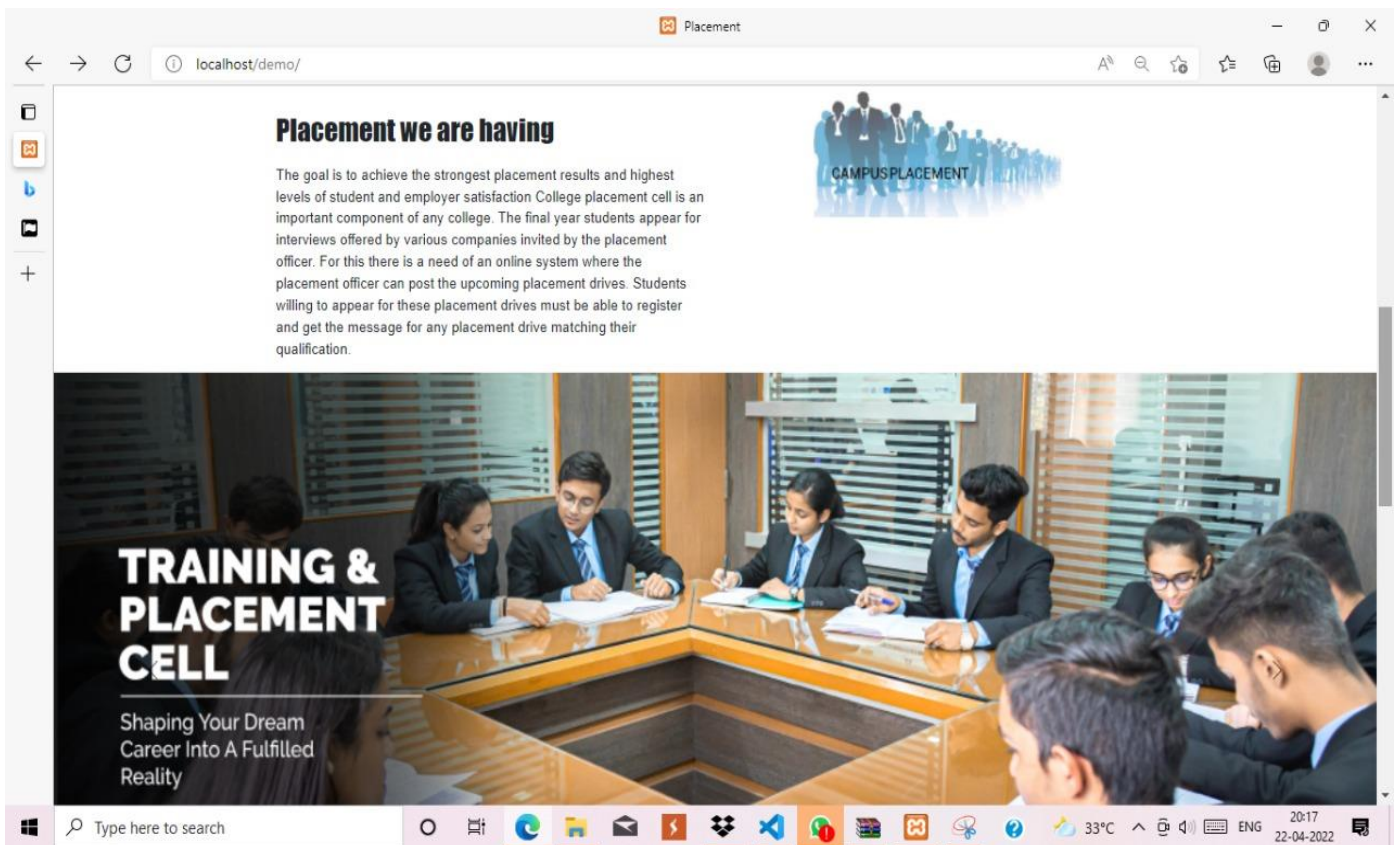 Placement
localhost/demo/
Placement we are having
The goal is to achieve the strongest placement results and highest
levels of student and employer satisfaction College placement cell is an
important component of any college. The final year students appear for
interviews offered by various companies invited by the placement
officer. For this there is a need of an online system where the
placement officer can post the upcoming placement drives. Students
willing to appear for these placement drives must be able to register
and get the message for any placement drive matching their
qualification.
CAMPUSPLACEMENT
TRAINING &
PLACEMENT
CELL
Shaping Your Dream
Career Into A Fulfilled
Reality
Type here to search
33°C
ENG
20:17
22-04-2022